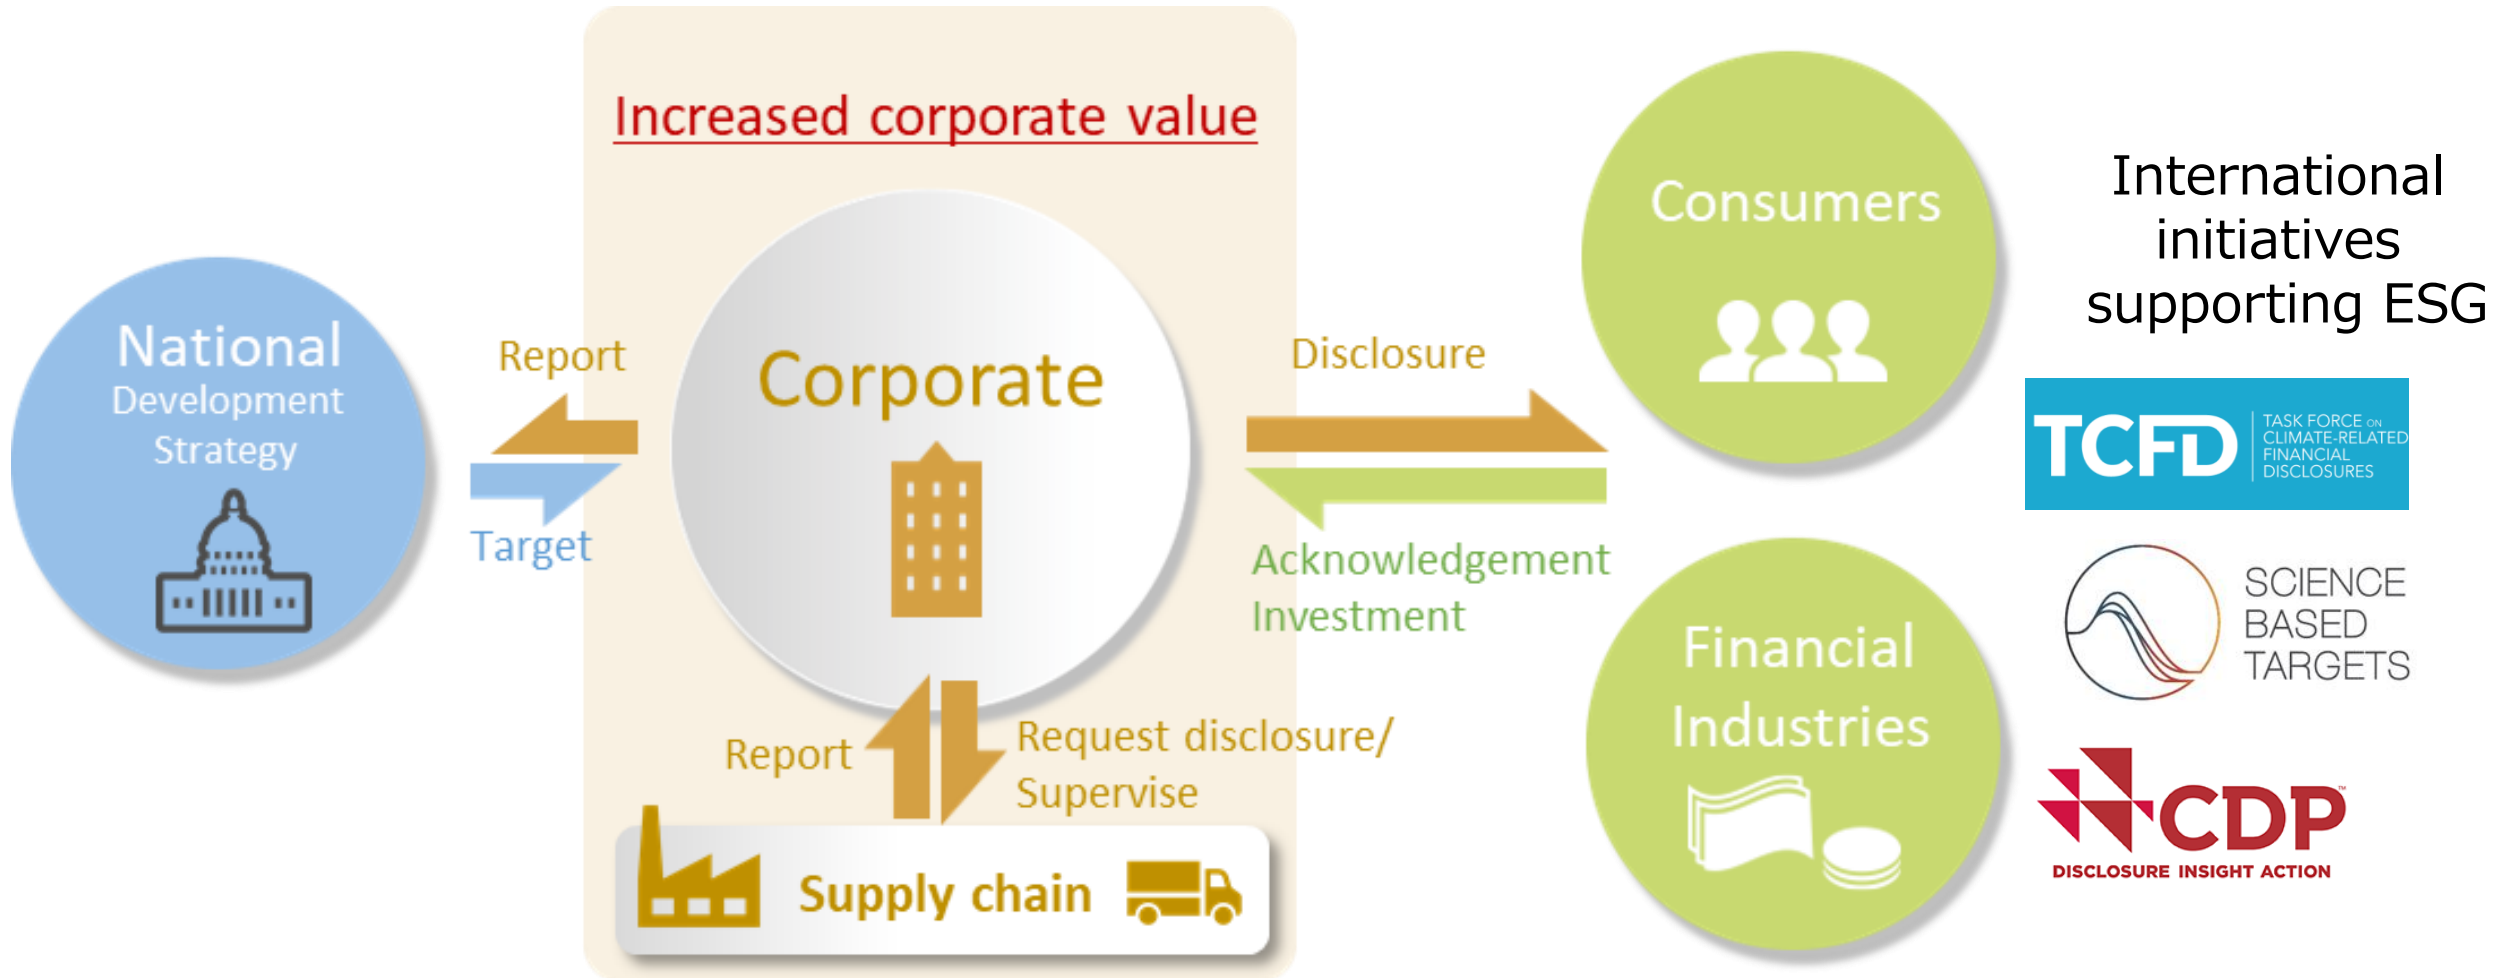 Increased corporate value
National
Development
Strategy
Report
Target
Corporate
Report
Request disclosure/
Supervise
Supply chain
Disclosure
Acknowledgement
Investment
Consumers
Financial
Industries
International
initiatives
supporting ESG
TCFD
TASK FORCE ON
CLIMATE-RELATED
FINANCIAL
DISCLOSURES
SCIENCE
BASED
TARGETS
CDP™
DISCLOSURE INSIGHT ACTION